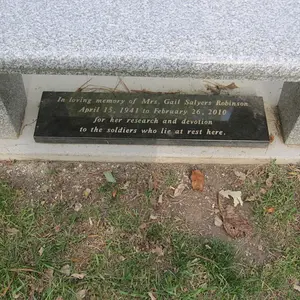 In loving memory of Mrs. Gail Salyers Robinson
April 15, 1941 to February 26, 2010
for her research and devotion
to the soldiers who lie at rest here.